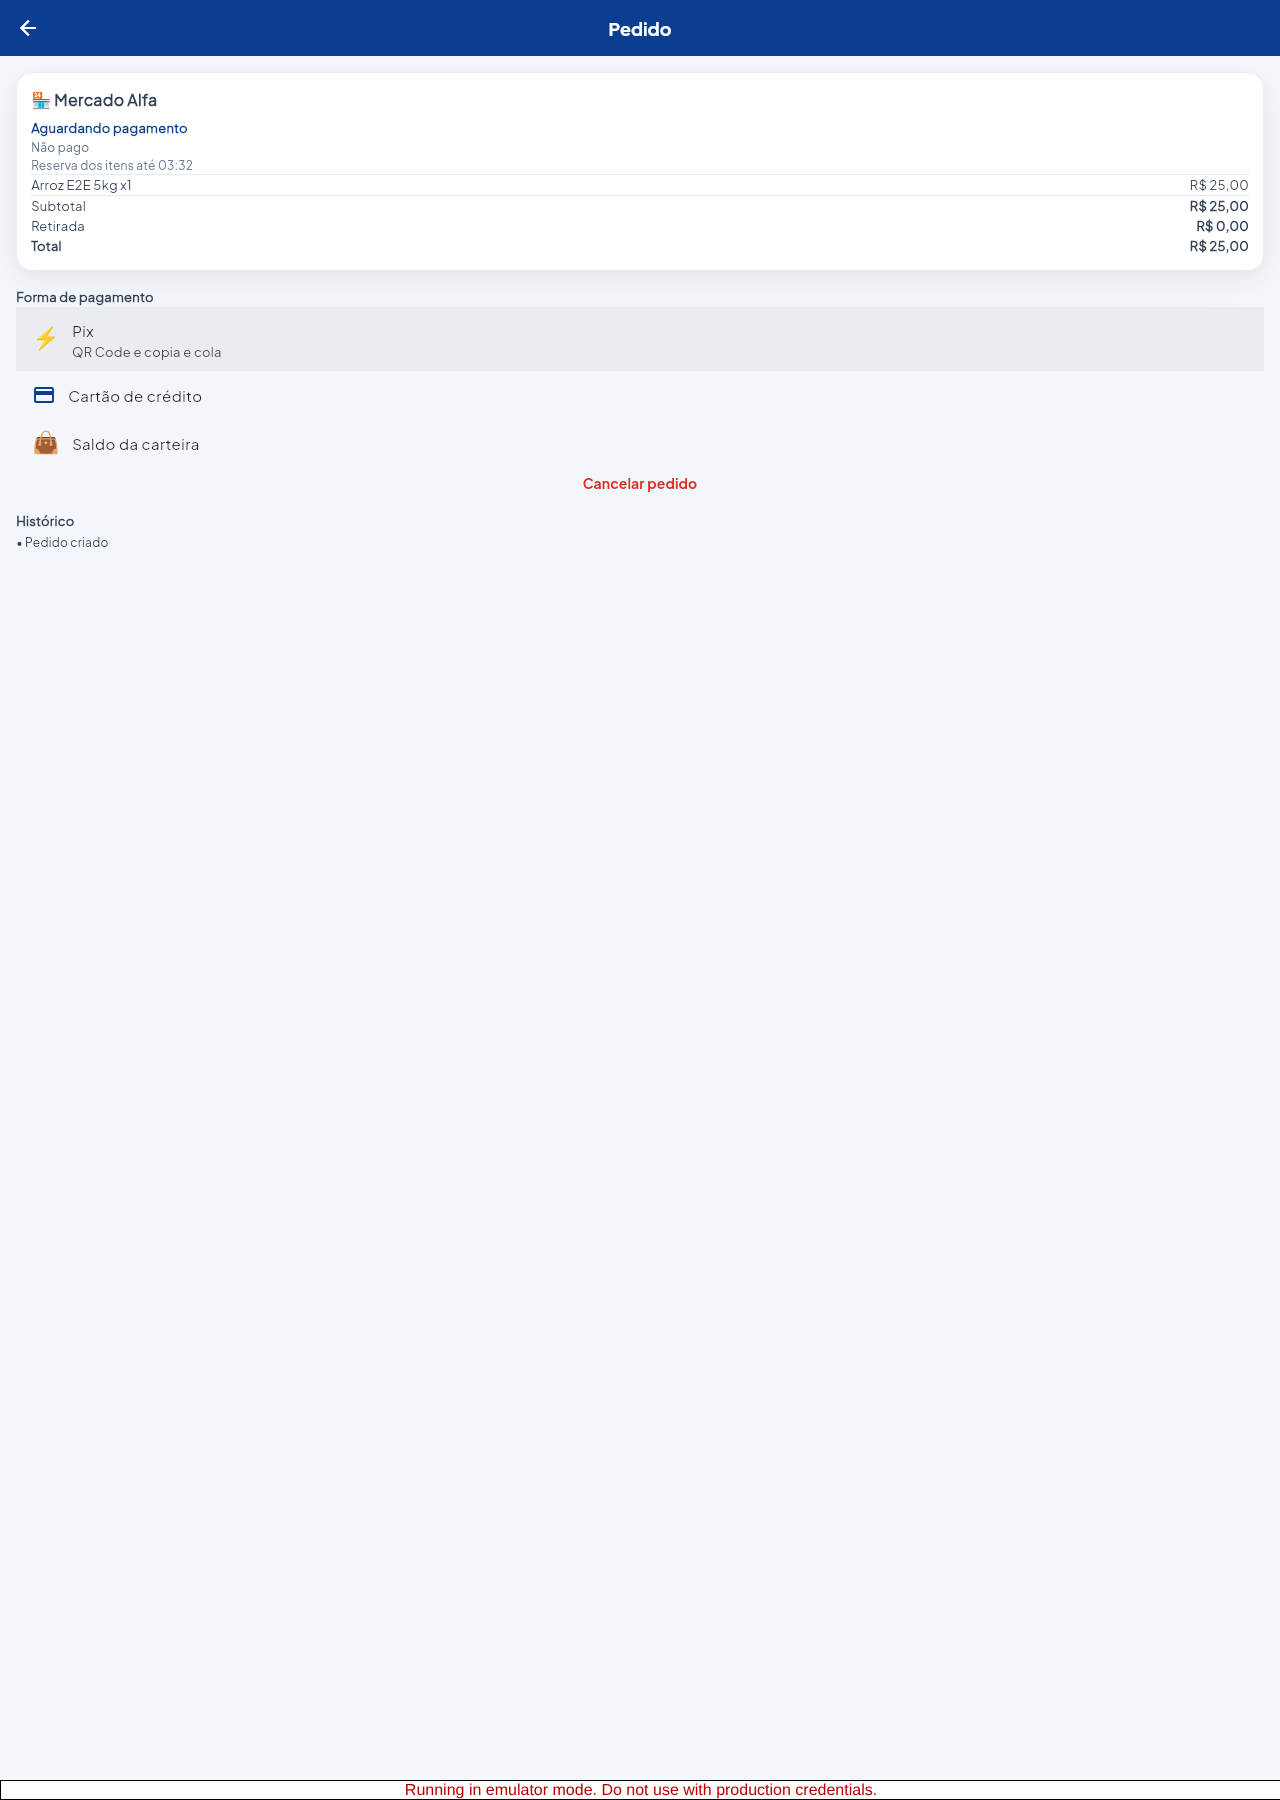 Pedido
Mercado Alfa
Aguardando pagamento
Não pago
Reserva dos itens até 03:32
Arroz E2E 5kg x1 R$ 25,00
Subtotal R$ 25,00
Retirada R$ 0,00
Total R$ 25,00
Forma de pagamento
Pix
QR Code e copia e cola
Cartão de crédito
Saldo da carteira
Cancelar pedido
Histórico
• Pedido criado
Running in emulator mode. Do not use with production credentials.